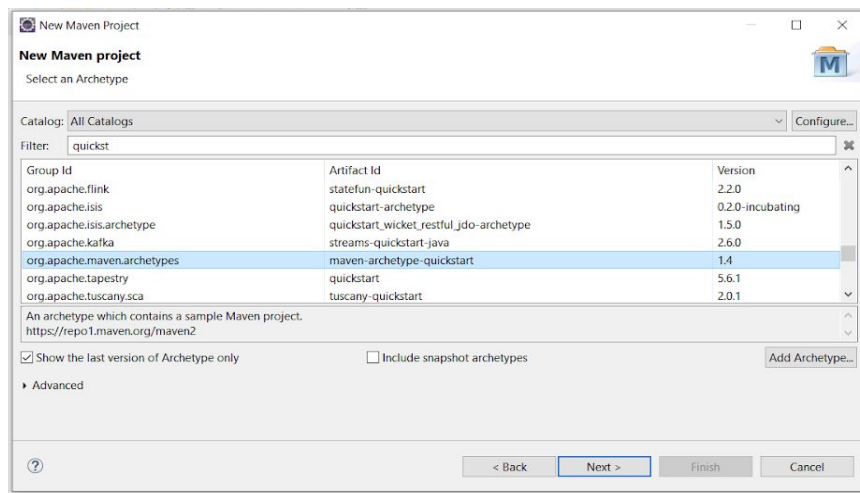 New Maven Project
New Maven project
Select an Archetype
M
Catalog: All Catalogs Configure...
Filter: quickst
Group Id Artifact Id Version
org.apache.flink statefun-quickstart 2.2.0
org.apache.isis quickstart-archetype 0.2.0-incubating
org.apache.isis.archetype quickstart_wicket_restful_jdo-archetype 1.5.0
org.apache.kafka streams-quickstart-java 2.6.0
org.apache.maven.archetypes maven-archetype-quickstart 1.4
org.apache.tapestry quickstart 5.6.1
org.apache.tuscany.sca tuscany-quickstart 2.0.1
An archetype which contains a sample Maven project.
https://repo1.maven.org/maven2
Show the last version of Archetype only Include snapshot archetypes Add Archetype...
Advanced
? < Back Next > Finish Cancel